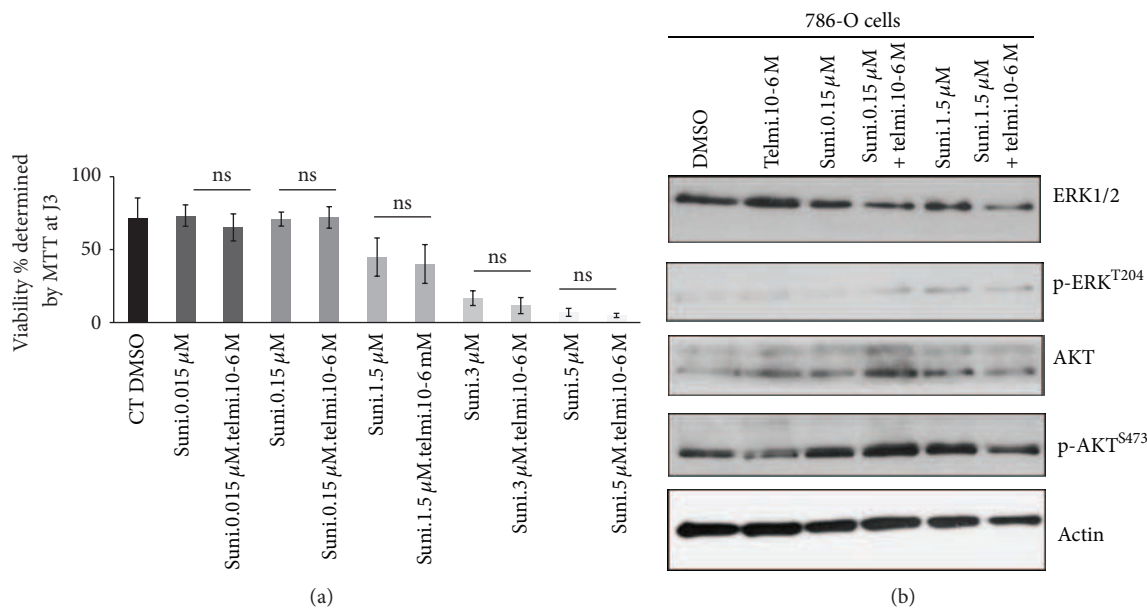 Viability % determined
by MTT at J3
100
50
0
ns
ns
ns
ns
ns
CT DMSO
Suni.0.015 μM
Suni.0.015 μM.telmi.10-6 M
Suni.0.15 μM
Suni.0.15 μM.telmi.10-6 M
Suni.1.5 μM
Suni.1.5 μM.telmi.10-6 mM
Suni.3 μM
Suni.3 μM.telmi.10-6 M
Suni.5 μM
Suni.5 μM.telmi.10-6 M
(a)
786-O cells
DMSO
Telmi.10-6 M
Suni.0.15 μM
Suni.0.15 μM
+ telmi.10-6 M
Suni.1.5 μM
Suni.1.5 μM
+ telmi.10-6 M
ERK1/2
p-ERK^T204
AKT
p-AKT^S473
Actin
(b)